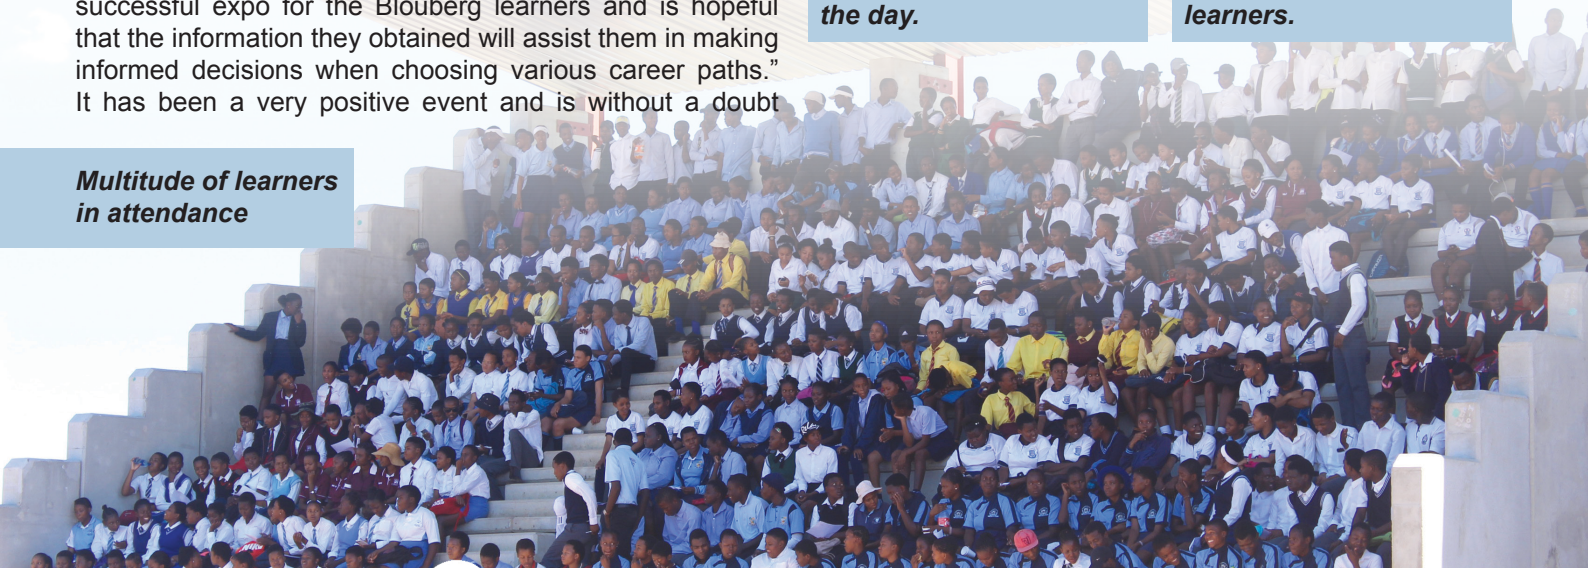 successful expo for the Blouberg learners and is hopeful
that the information they obtained will assist them in making
informed decisions when choosing various career paths.”
It has been a very positive event and is without a doubt
Multitude of learners
in attendance
the day.
learners.